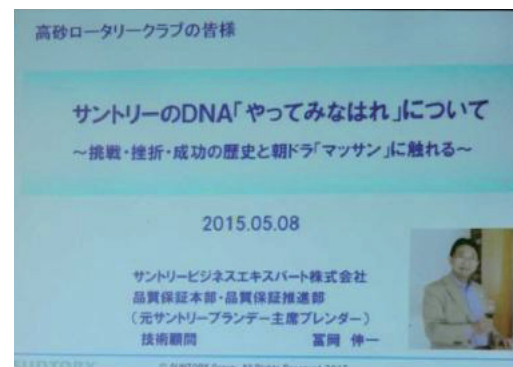 高砂ロータリークラブの皆様
サントリーのDNA「やってみなはれ」について
～挑戦・挫折・成功の歴史と朝ドラ「マッサン」に触れる～
2015.05.08
サントリービジネスエキスパート株式会社
品質保証本部・品質保証推進部
（元サントリーブランデー主席ブレンダー）
技術顧問 冨岡 伸一
SUNTORY